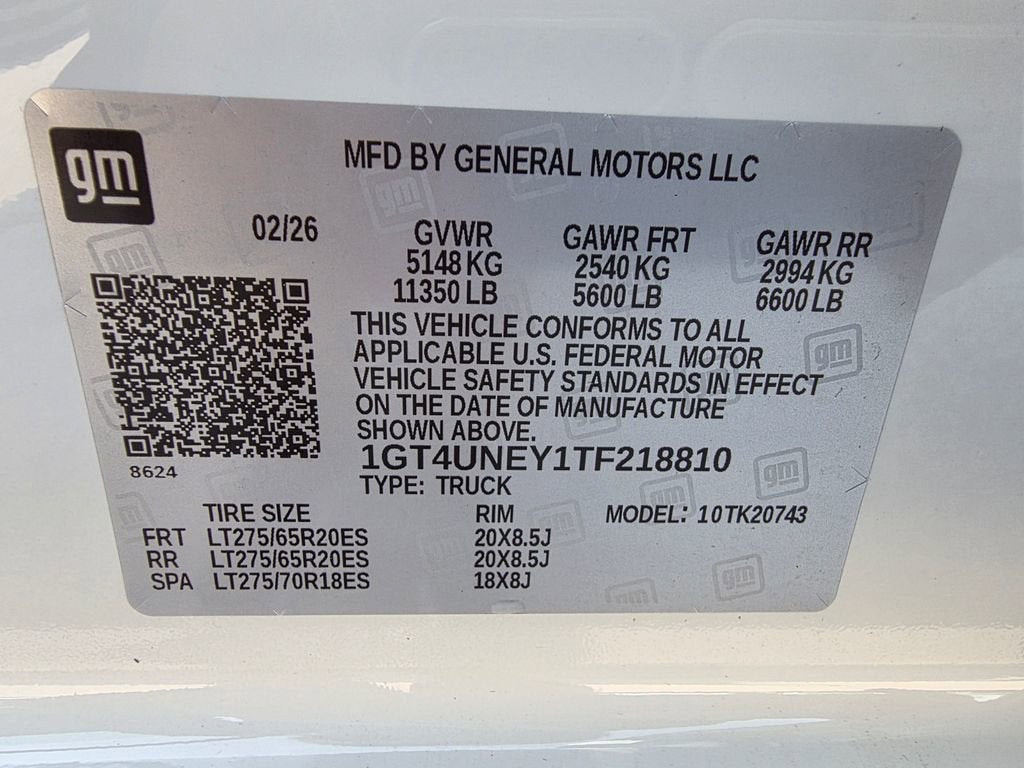 gm
MFD BY GENERAL MOTORS LLC
02/26 GVWR GAWR FRT GAWR RR
5148 KG 2540 KG 2994 KG
11350 LB 5600 LB 6600 LB
THIS VEHICLE CONFORMS TO ALL
APPLICABLE U.S. FEDERAL MOTOR
VEHICLE SAFETY STANDARDS IN EFFECT
ON THE DATE OF MANUFACTURE
SHOWN ABOVE.
8624
1GT4UNEY1TF218810
TYPE: TRUCK
TIRE SIZE RIM MODEL: 10TK20743
FRT LT275/65R20ES 20X8.5J
RR LT275/65R20ES 20X8.5J
SPA LT275/70R18ES 18X8J